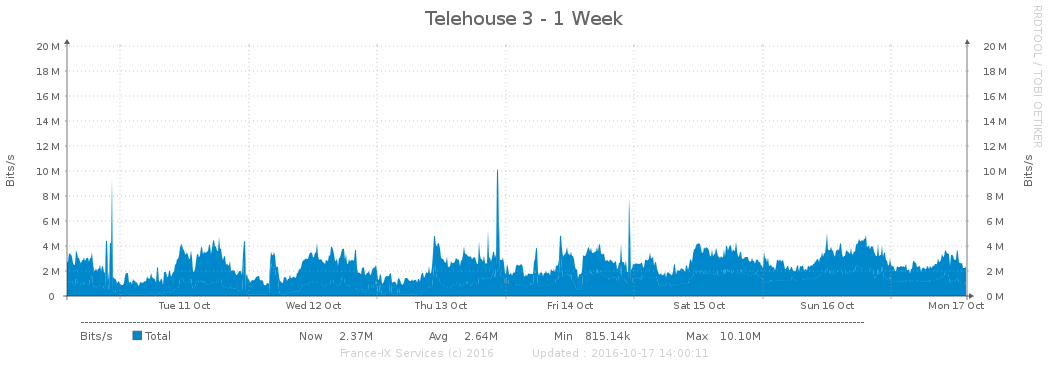 Telehouse 3 - 1 Week
RRDTOOL / TOBI OETIKER
Bits/s
20 M 20 M
18 M 18 M
16 M 16 M
14 M 14 M
12 M 12 M
10 M 10 M
8 M 8 M
6 M 6 M
4 M 4 M
2 M 2 M
0 0 M
Bits/s
Tue 11 Oct Wed 12 Oct Thu 13 Oct Fri 14 Oct Sat 15 Oct Sun 16 Oct Mon 17 Oct
Bits/s Total Now 2.37M Avg 2.64M Min 815.14k Max 10.10M
France-IX Services (c) 2016 Updated : 2016-10-17 14:00:11